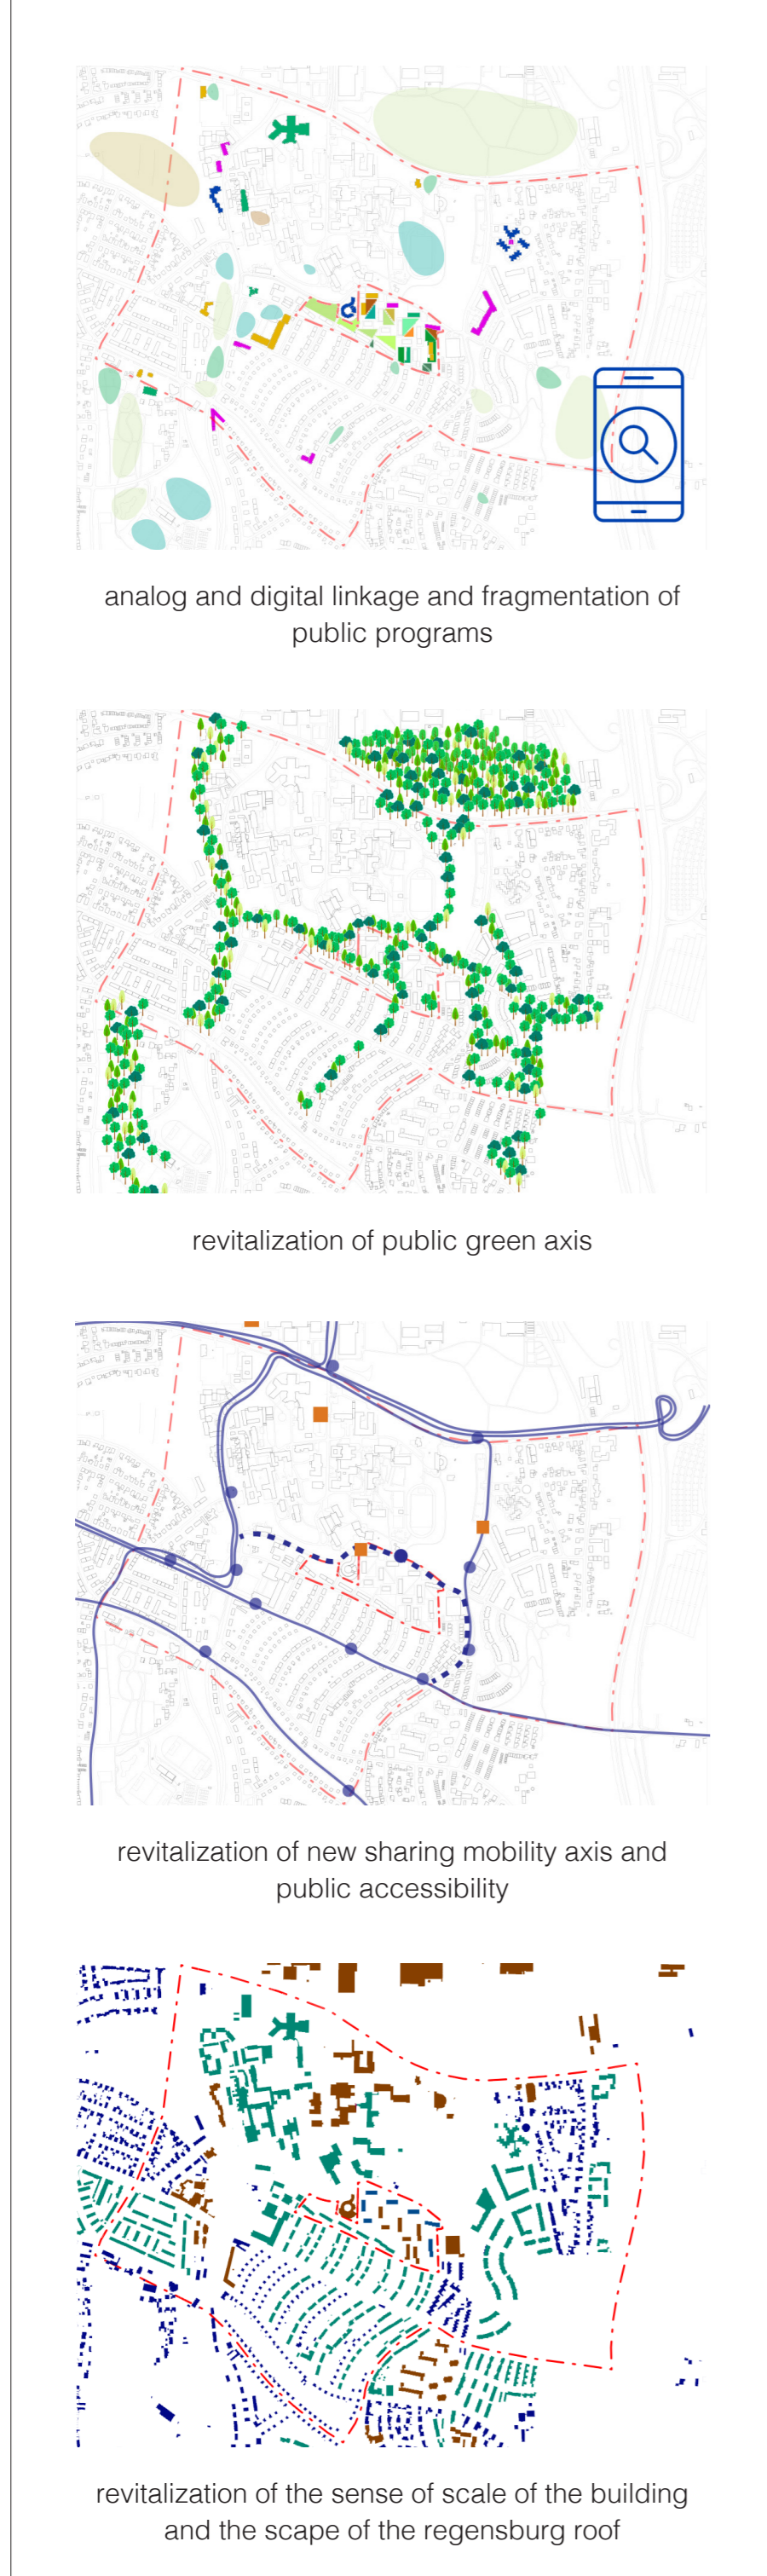 analog and digital linkage and fragmentation of
public programs
revitalization of public green axis
revitalization of new sharing mobility axis and
public accessibility
revitalization of the sense of scale of the building
and the scape of the regensburg roof